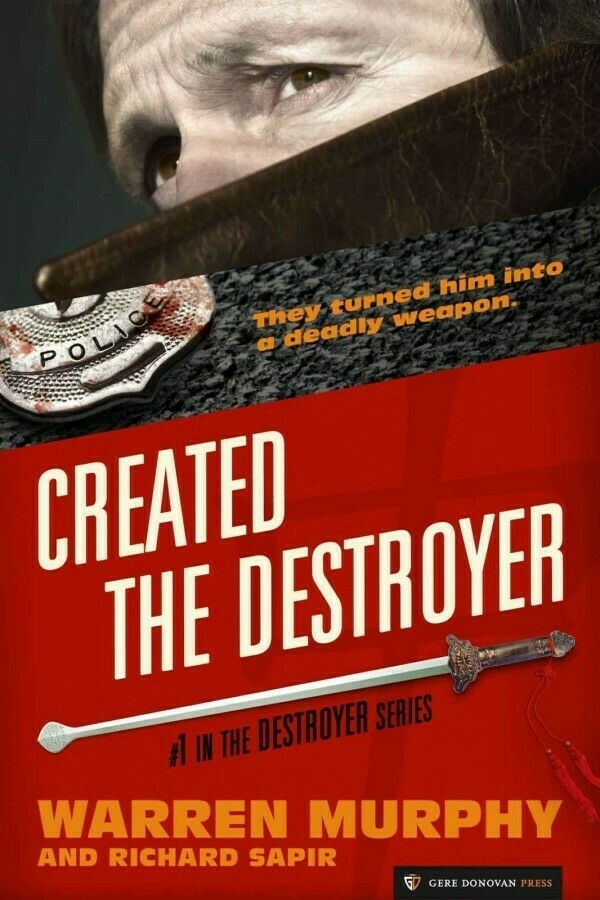 POLICE
They turned him into
a deadly weapon.
CREATED
THE DESTROYER
#1 IN THE DESTROYER SERIES
WARREN MURPHY
AND RICHARD SAPIR
GERE DONOVAN PRESS